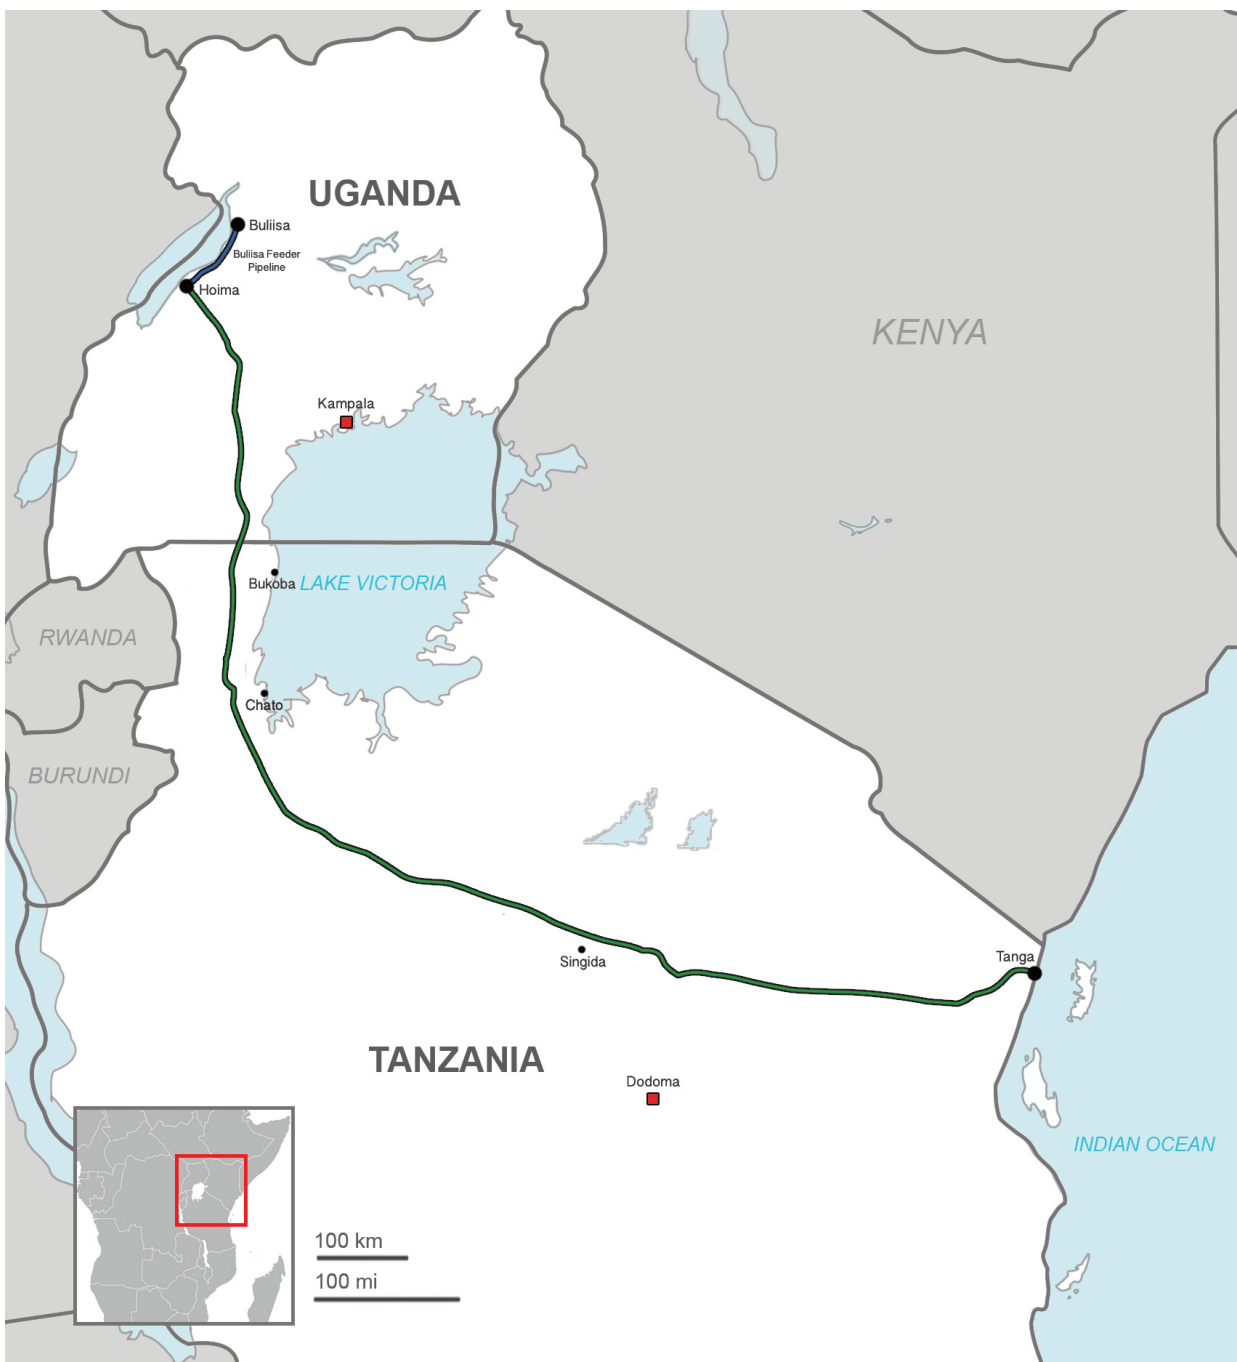 UGANDA
Buliisa
Buliisa Feeder
Pipeline
Hoima
KENYA
Kampala
Bukoba
LAKE VICTORIA
RWANDA
Chato
BURUNDI
Singida
Tanga
TANZANIA
Dodoma
INDIAN OCEAN
100 km
100 mi